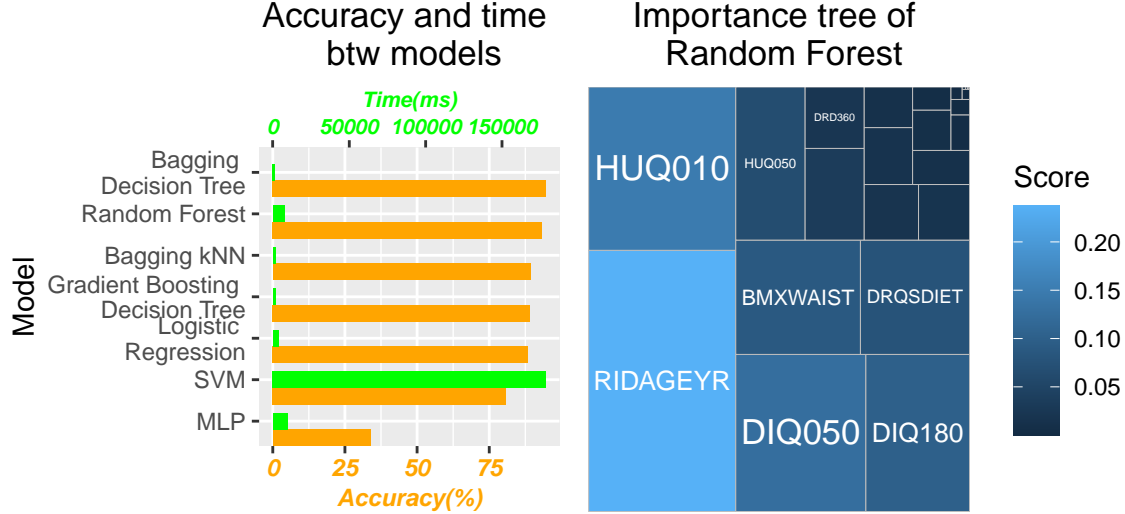 Accuracy and time
btw models
Time(ms)
0 50000 100000 150000
Bagging
Decision Tree
Random Forest
Bagging kNN
Gradient Boosting
Decision Tree
Logistic
Regression
SVM
MLP
Model
0 25 50 75
Accuracy(%)
Importance tree of
Random Forest
HUQ010
HUQ050
DRD360
RIDAGEYR
BMXWAIST
DRQSDIET
DIQ050
DIQ180
Score
0.20
0.15
0.10
0.05